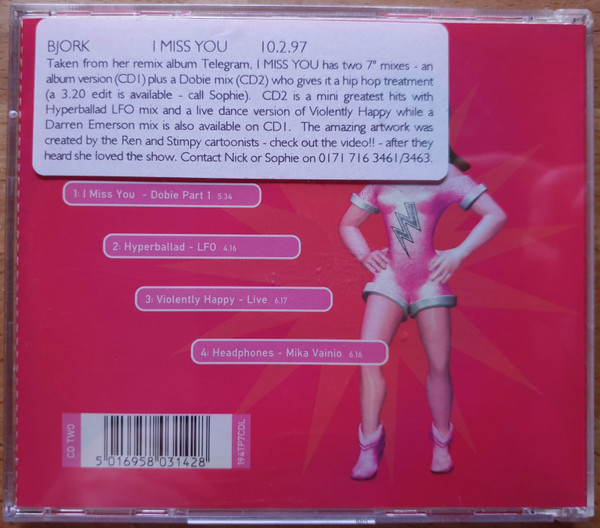 BJORK I MISS YOU 10.2.97
Taken from her remix album Telegram, I MISS YOU has two 7" mixes - an
album version (CD1) plus a Dobie mix (CD2) who gives it a hip hop treatment
(a 3.20 edit is available - call Sophie). CD2 is a mini greatest hits with
Hyperballad LFO mix and a live dance version of Violently Happy while a
Darren Emerson mix is also available on CD1. The amazing artwork was
created by the Ren and Stimpy cartoonists - check out the video!! - after they
heard she loved the show. Contact Nick or Sophie on 0171 716 3461/3463.
1: I Miss You - Dobie Part 1 5.34
2: Hyperballad - LFO 4.16
3: Violently Happy - Live 6.17
4: Headphones - Mika Vainio 6.16
CD TWO
5 016958 031428
194TP7CDL